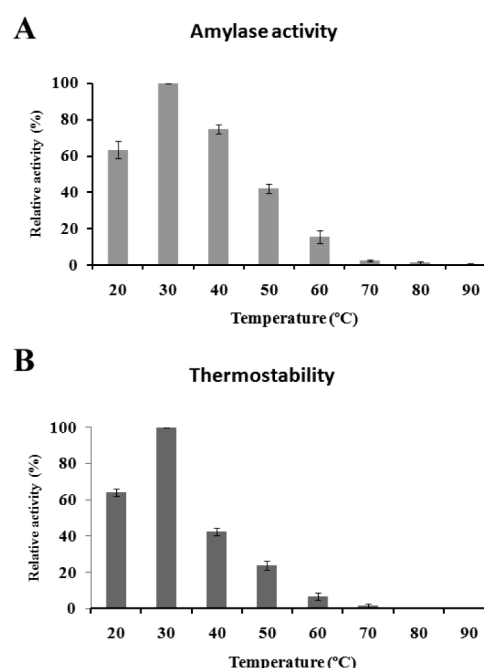 A
Amylase activity
Relative activity (%)
100
80
60
40
20
0
20 30 40 50 60 70 80 90
Temperature (°C)
B
Thermostability
Relative activity (%)
100
80
60
40
20
0
20 30 40 50 60 70 80 90
Temperature (°C)